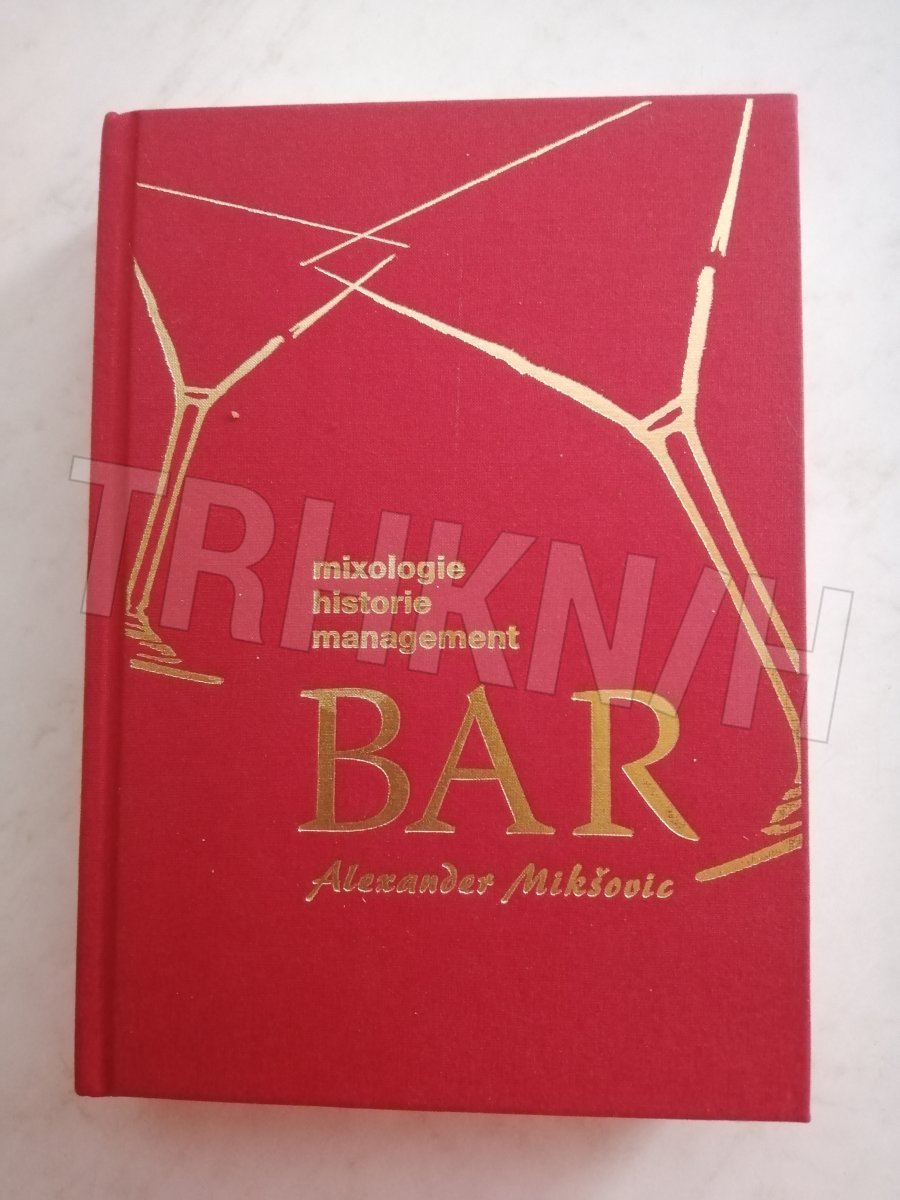 mixologie
historie
management
BAR
Alexander Mikšovic
TRHKNIH